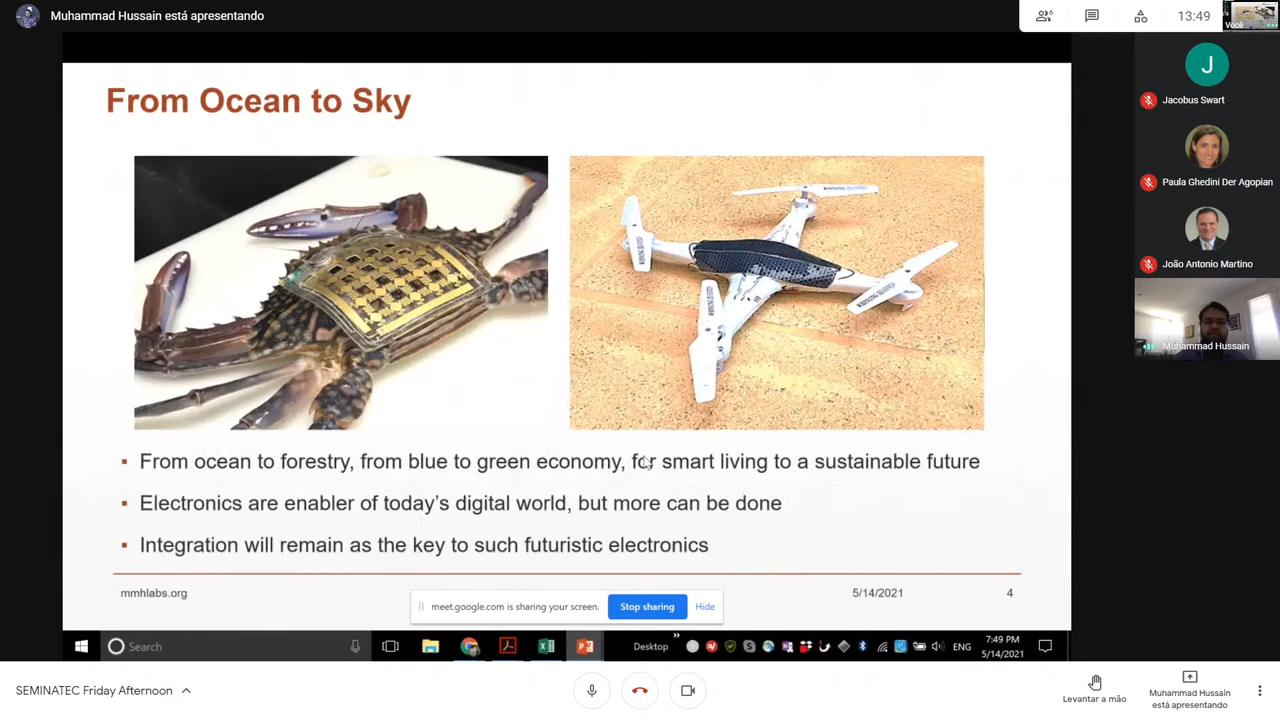 Muhammad Hussain está apresentando
6
13:49
Você
From Ocean to Sky
Jacobus Swart
Paula Ghedini Der Agopian
João Antonio Martino
Muhammad Hussain
▪ From ocean to forestry, from blue to green economy, for smart living to a sustainable future
▪ Electronics are enabler of today's digital world, but more can be done
▪ Integration will remain as the key to such futuristic electronics
mmhlabs.org
5/14/2021
4
meet.google.com is sharing your screen.
Stop sharing
Hide
Search
Desktop
ENG
7:49 PM
5/14/2021
SEMINATEC Friday Afternoon
Levantar a mão
Muhammad Hussain
está apresentando
J